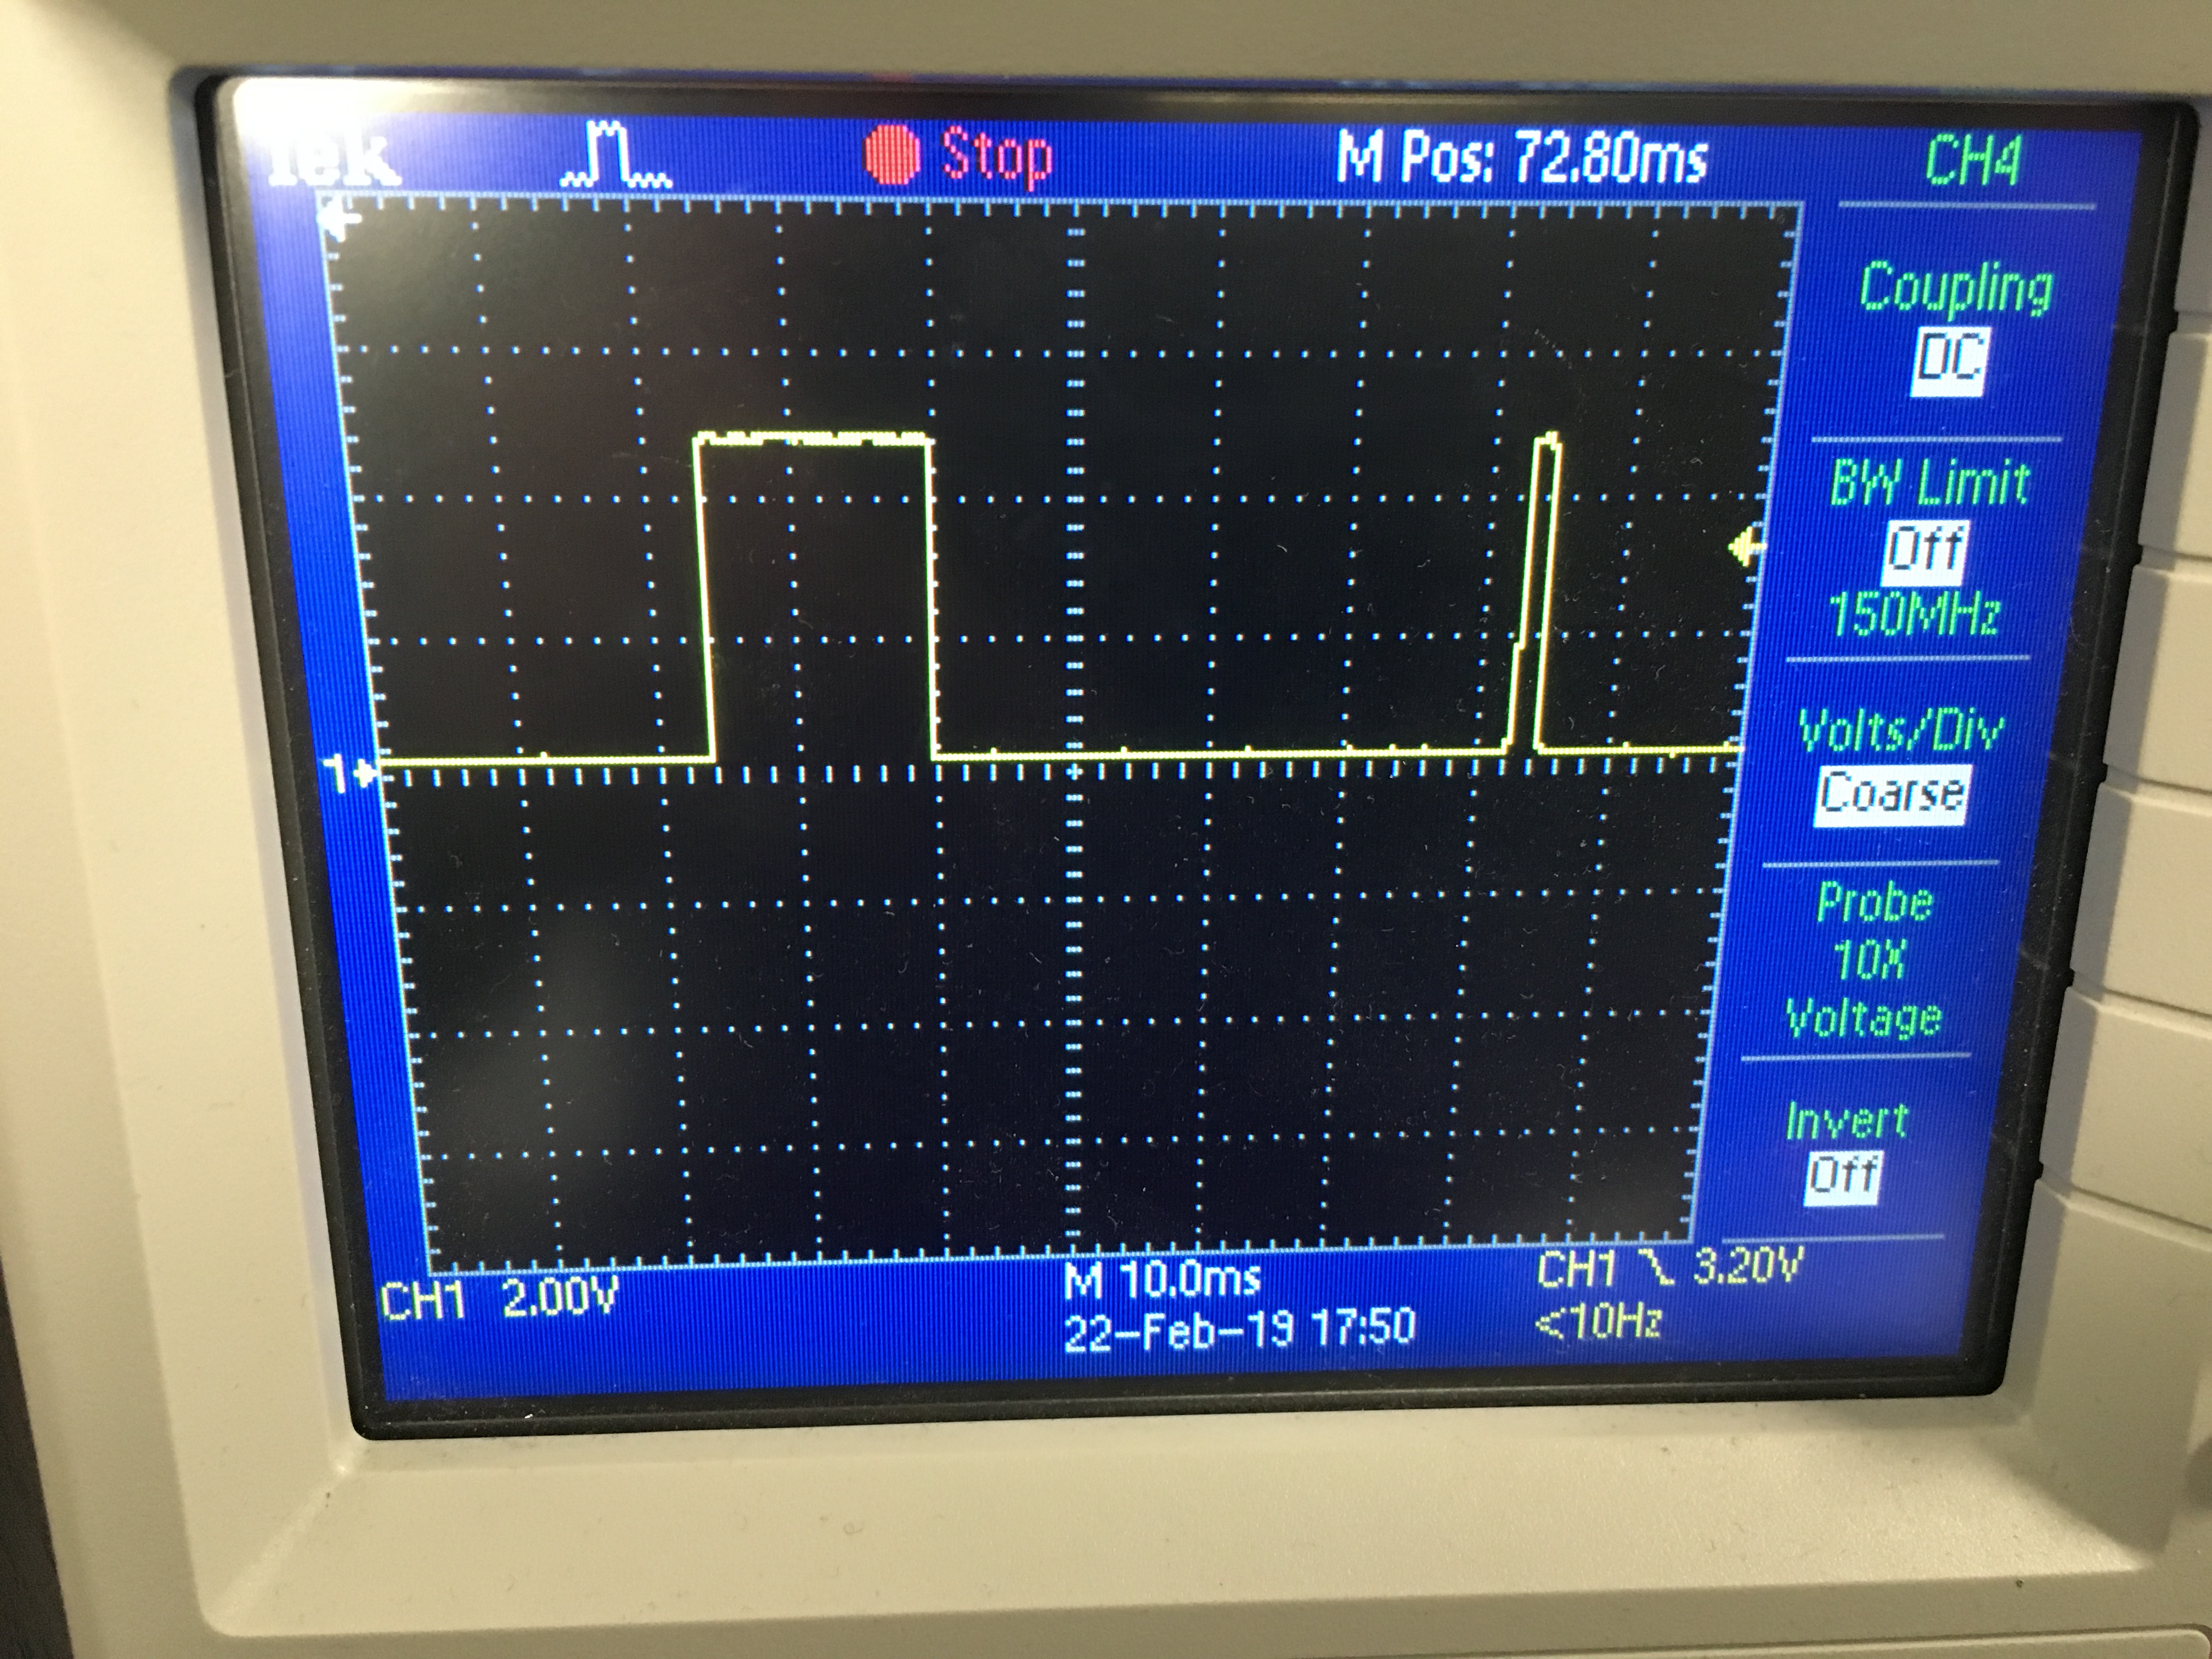 Tek Stop M Pos: 72.80ms CH4
Coupling
DC
BW Limit
Off
150MHz
Volts/Div
Coarse
Probe
10X
Voltage
Invert
Off
1
CH1 2.00V M 10.0ms CH1 3.20V
22-Feb-19 17:50 <10Hz